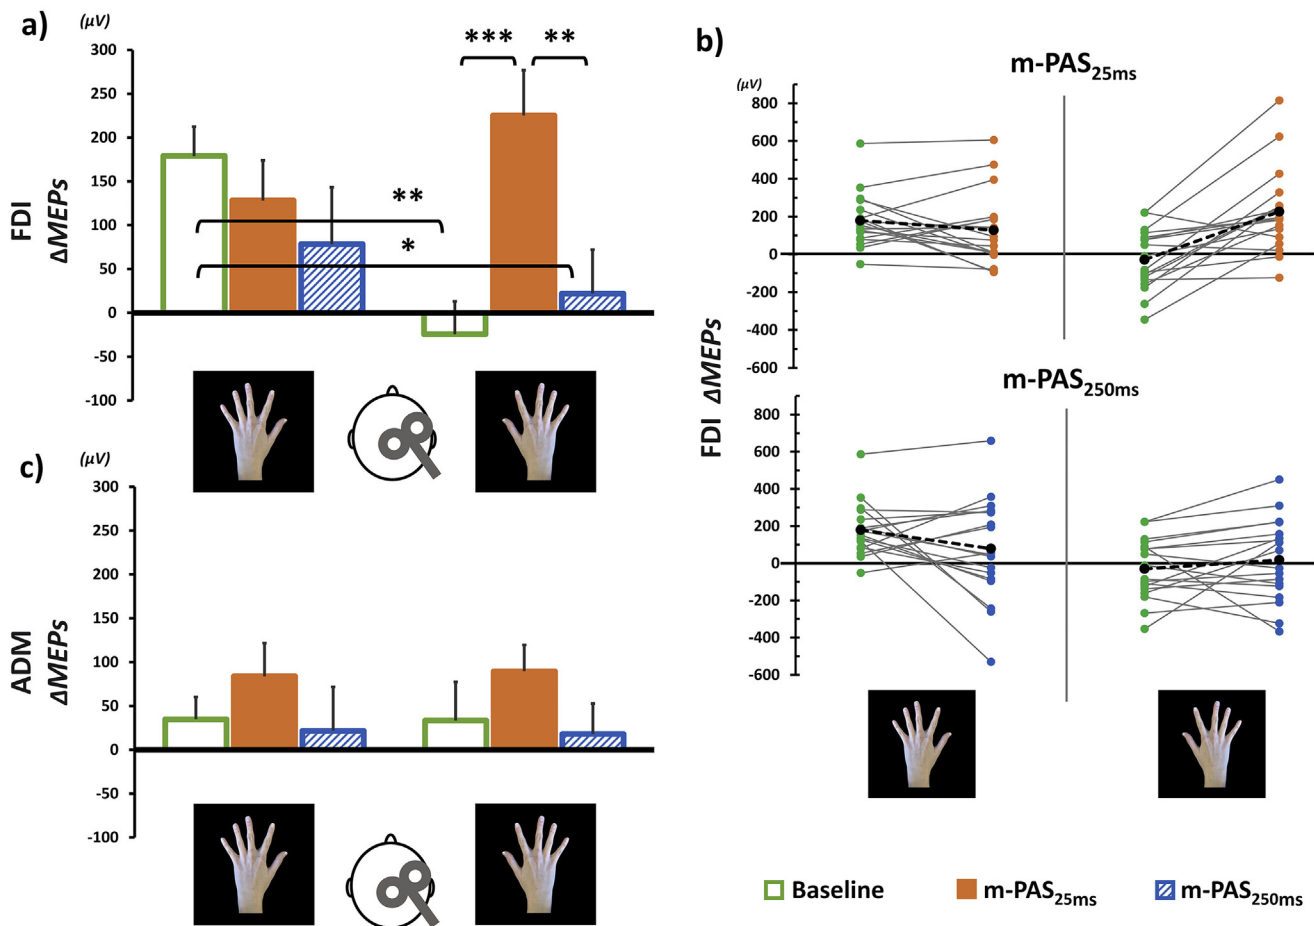 a)
(μV)
300
250
200
150
100
50
0
-50
-100
FDI
ΔMEPs
***
**
**
*
c)
(μV)
300
250
200
150
100
50
0
-50
-100
ADM
ΔMEPs
b)
m-PAS25ms
(μV)
800
600
400
200
0
-200
-400
-600
FDI ΔMEPs
m-PAS250ms
800
600
400
200
0
-200
-400
-600
Baseline
m-PAS25ms
m-PAS250ms